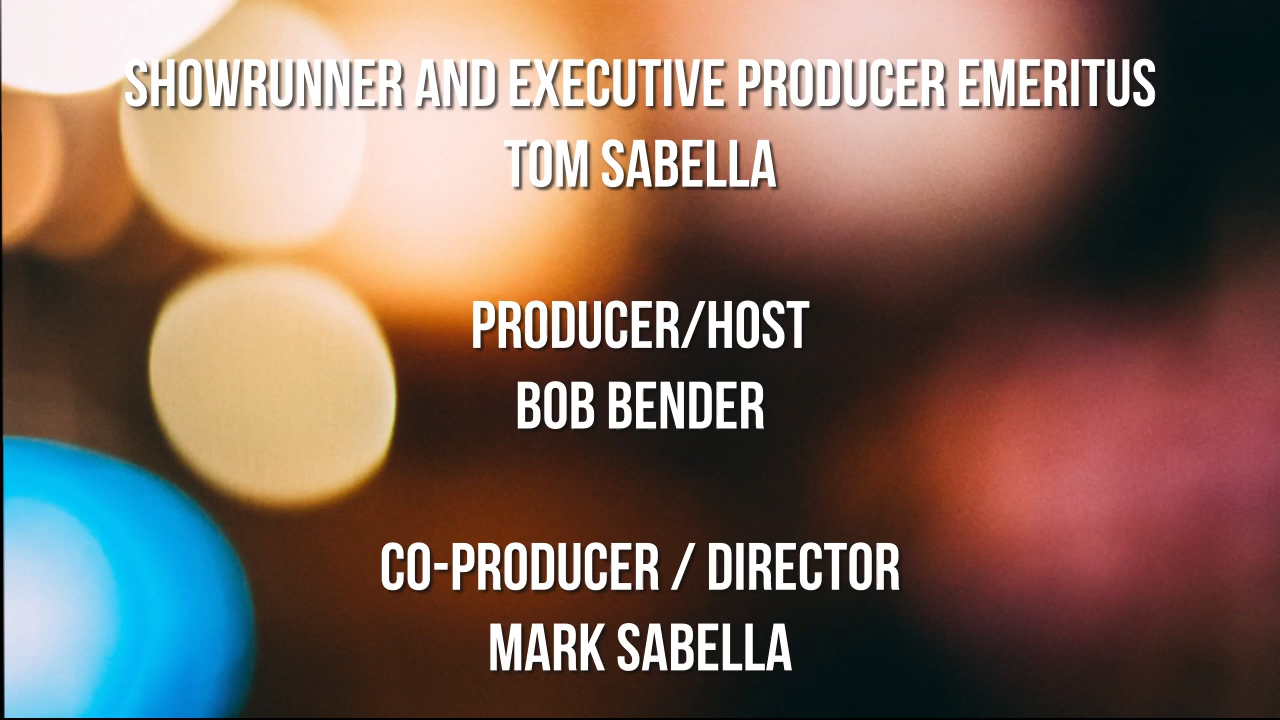 SHOWRUNNER AND EXECUTIVE PRODUCER EMERITUS
TOM SABELLA
PRODUCER/HOST
BOB BENDER
CO-PRODUCER / DIRECTOR
MARK SABELLA